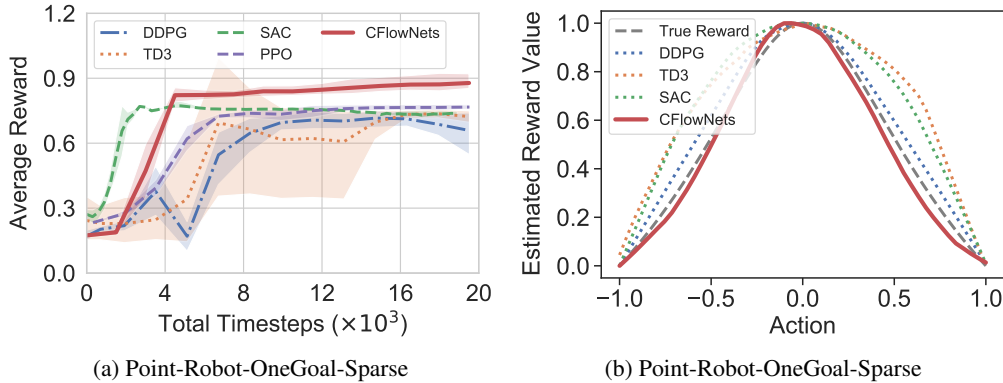 DDPG
TD3
SAC
PPO
CFlowNets
1.2
0.9
0.6
0.3
0.0
Average Reward
0 4 8 12 16 20
Total Timesteps (×10³)
(a) Point-Robot-OneGoal-Sparse
True Reward
DDPG
TD3
SAC
CFlowNets
1.0
0.8
0.6
0.4
0.2
0.0
Estimated Reward Value
−1.0 −0.5 0.0 0.5 1.0
Action
(b) Point-Robot-OneGoal-Sparse